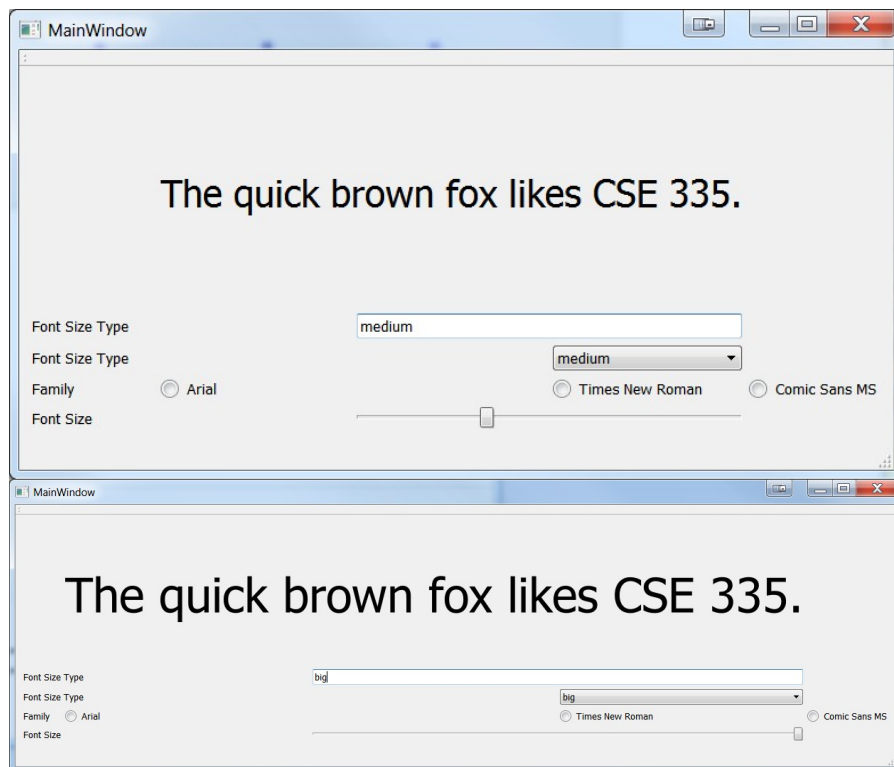 MainWindow
The quick brown fox likes CSE 335.
Font Size Type medium
Font Size Type medium
Family Arial Times New Roman Comic Sans MS
Font Size
MainWindow
The quick brown fox likes CSE 335.
Font Size Type big
Font Size Type big
Family Arial Times New Roman Comic Sans MS
Font Size